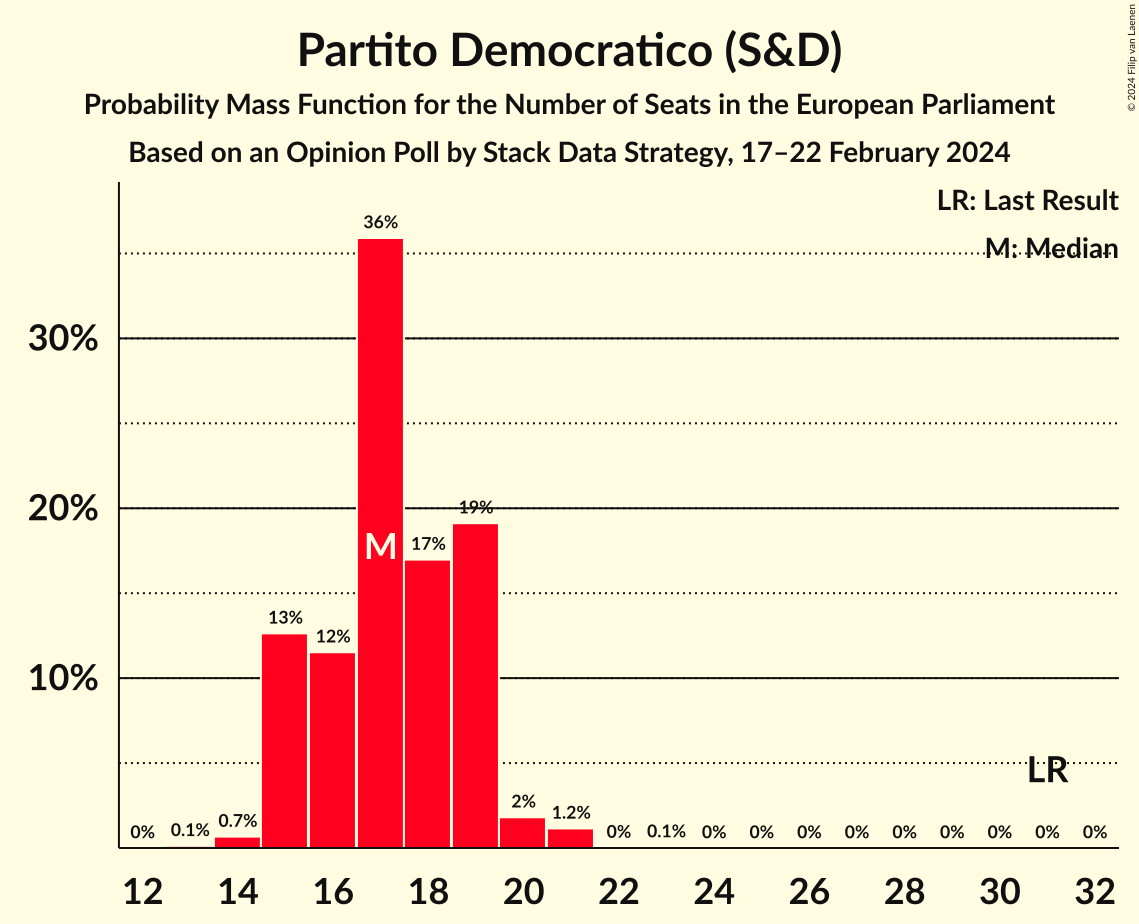 Partito Democratico (S&D)
Probability Mass Function for the Number of Seats in the European Parliament
Based on an Opinion Poll by Stack Data Strategy, 17–22 February 2024
© 2024 Filip van Laenen
LR: Last Result
M: Median
30%
20%
10%
0%
0.1%
0.7%
13%
12%
36%
M
17%
19%
2%
1.2%
0%
0.1%
0%
0%
0%
0%
0%
0%
0%
0%
0%
LR
12 14 16 18 20 22 24 26 28 30 32